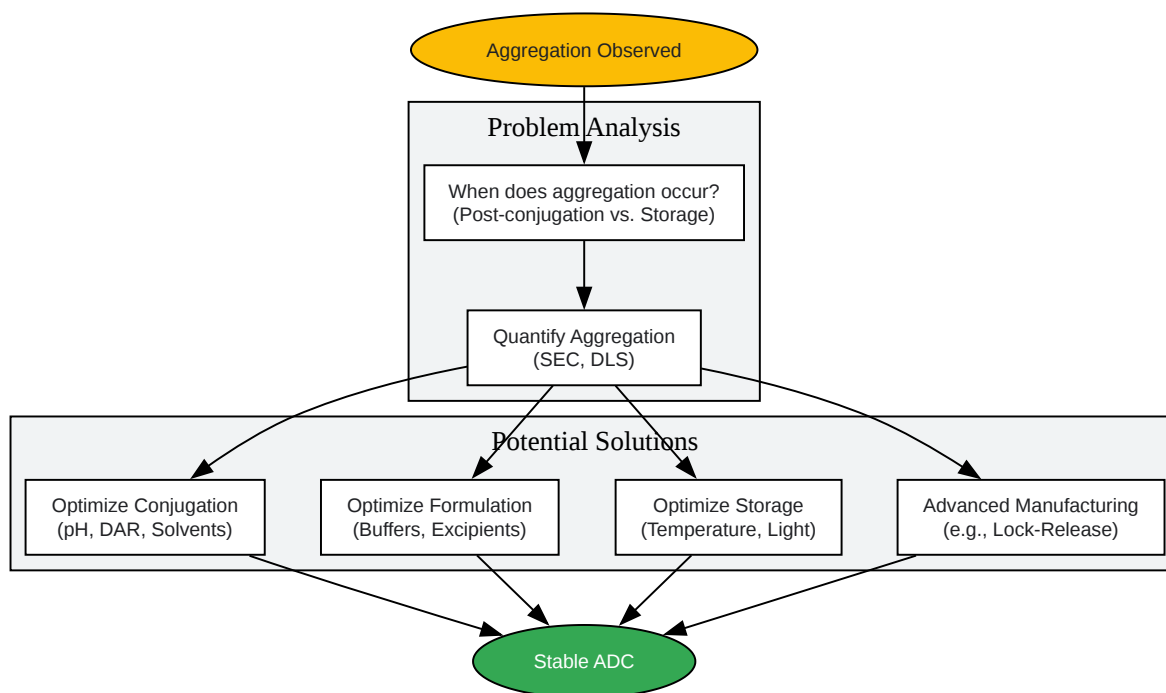 Aggregation Observed
Problem Analysis
When does aggregation occur?
(Post-conjugation vs. Storage)
Quantify Aggregation
(SEC, DLS)
Potential Solutions
Optimize Conjugation
(pH, DAR, Solvents)
Optimize Formulation
(Buffers, Excipients)
Optimize Storage
(Temperature, Light)
Advanced Manufacturing
(e.g., Lock-Release)
Stable ADC